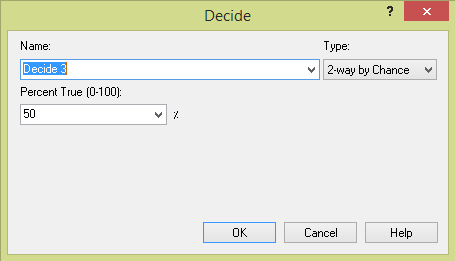 Decide
?
Name:
Type:
Decide 3
2-way by Chance
Percent True (0-100):
50
%
OK
Cancel
Help